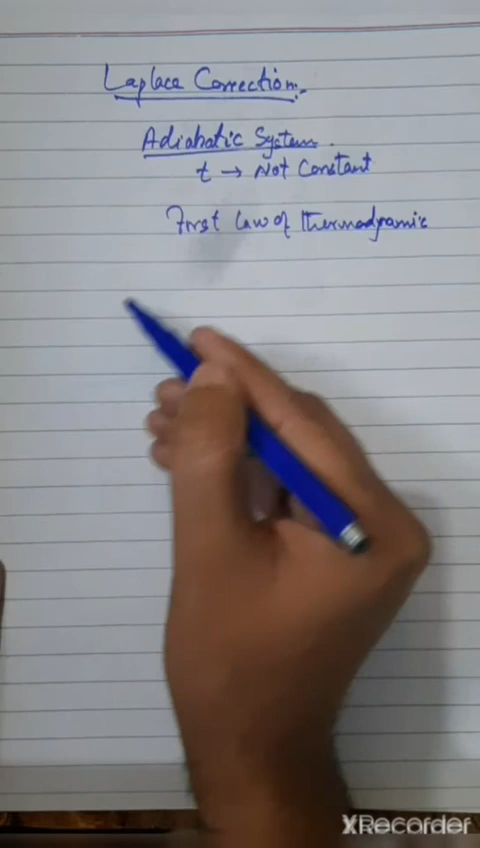 Laplace Correction.
Adiabatic System.
t → Not Constant
First law of thermodynamic
XRecorder